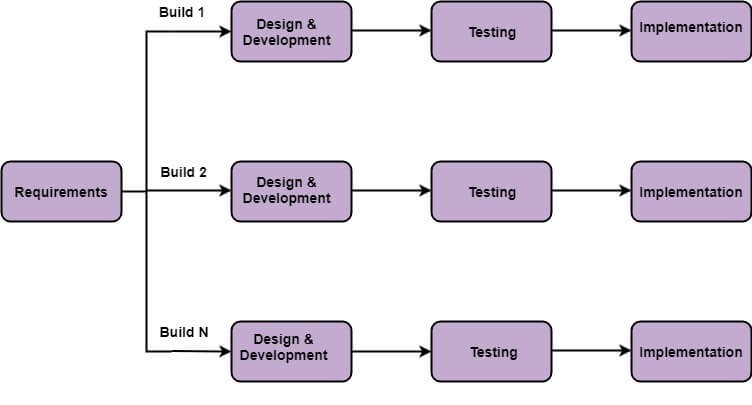 Build 1
Design &
Development
Testing
Implementation
Requirements
Build 2
Design &
Development
Testing
Implementation
Build N
Design &
Development
Testing
Implementation